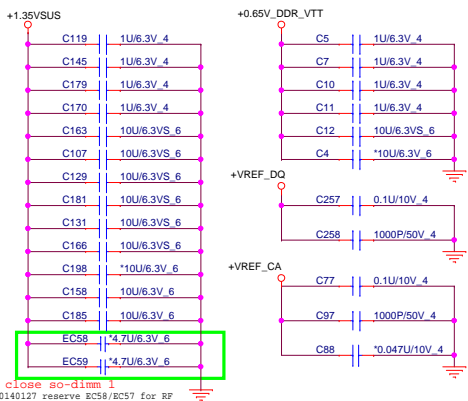 +1.35VSUS
C119 1U/6.3V_4
C145 1U/6.3V_4
C179 1U/6.3V_4
C170 1U/6.3V_4
C163 10U/6.3VS_6
C107 10U/6.3VS_6
C129 10U/6.3VS_6
C181 10U/6.3VS_6
C131 10U/6.3VS_6
C166 10U/6.3VS_6
C198 *10U/6.3V_6
C158 10U/6.3V_6
C185 10U/6.3V_6
EC58 *4.7U/6.3V_6
EC59 *4.7U/6.3V_6
close so-dimm 1
0140127 reserve EC58/EC57 for RF
+0.65V_DDR_VTT
C5 1U/6.3V_4
C7 1U/6.3V_4
C10 1U/6.3V_4
C11 1U/6.3V_4
C12 10U/6.3VS_6
C4 *10U/6.3V_6
+VREF_DQ
C257 0.1U/10V_4
C258 1000P/50V_4
+VREF_CA
C77 0.1U/10V_4
C97 1000P/50V_4
C88 *0.047U/10V_4